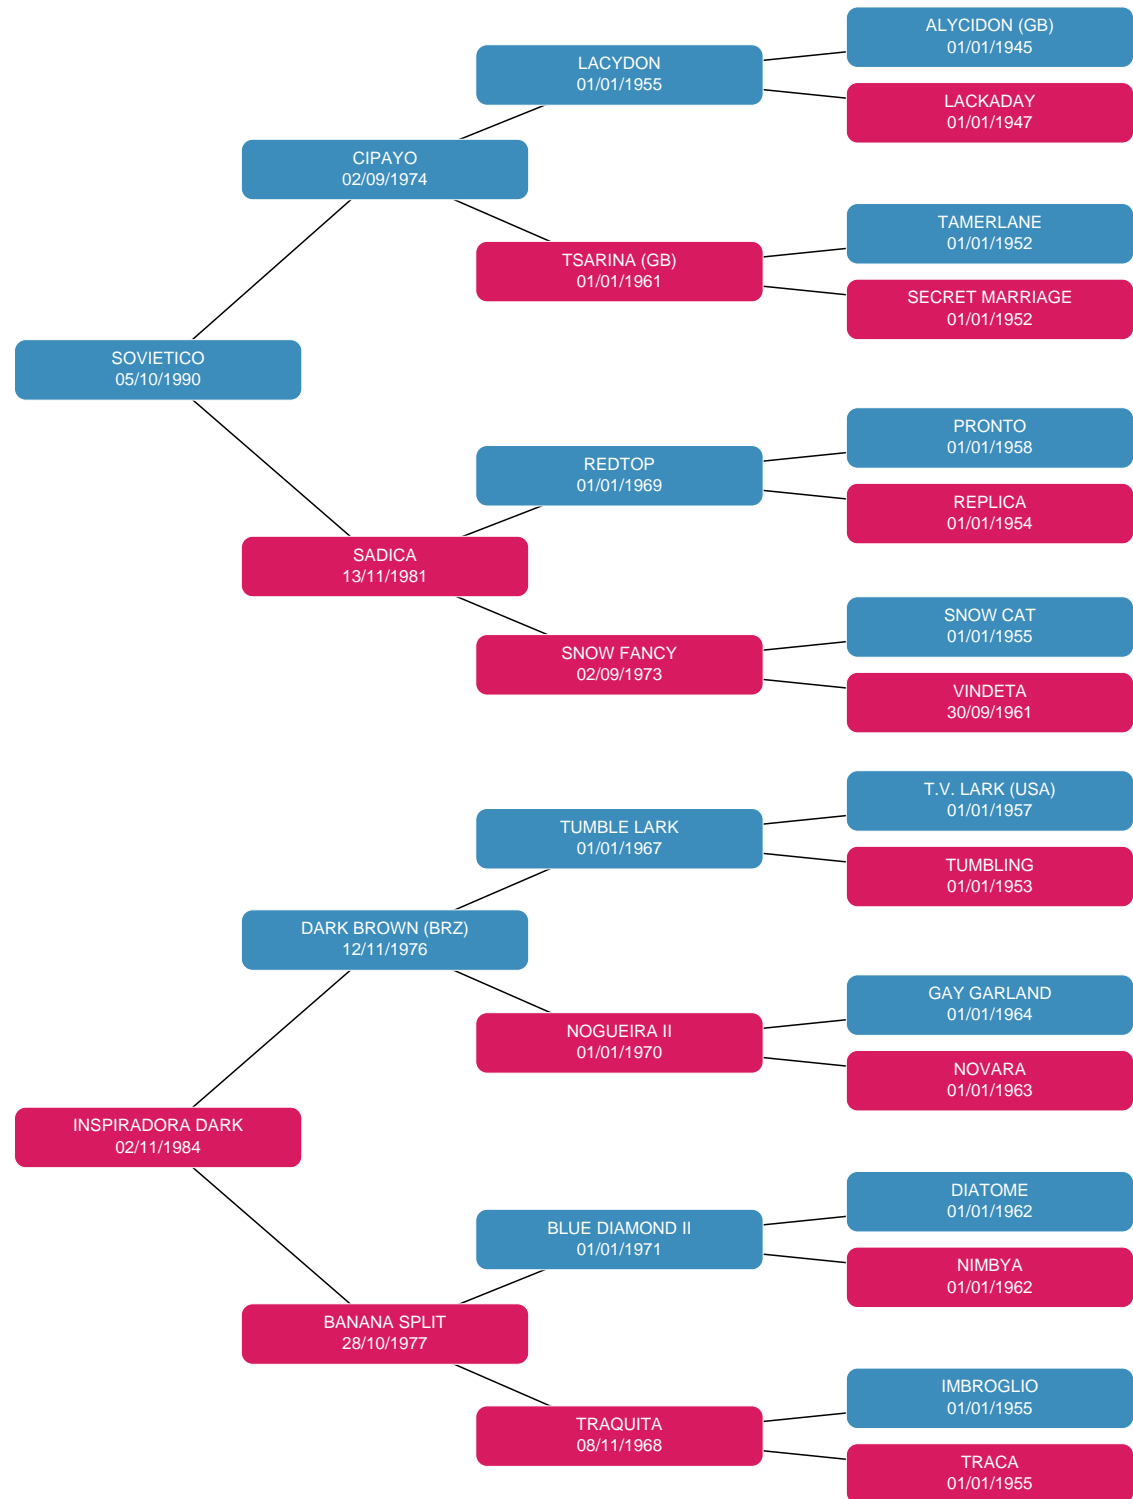 ALYCIDON (GB)
01/01/1945
LACYDON
01/01/1955
LACKADAY
01/01/1947
CIPAYO
02/09/1974
TAMERLANE
01/01/1952
TSARINA (GB)
01/01/1961
SECRET MARRIAGE
01/01/1952
SOVIETICO
05/10/1990
PRONTO
01/01/1958
REDTOP
01/01/1969
REPLICA
01/01/1954
SADICA
13/11/1981
SNOW CAT
01/01/1955
SNOW FANCY
02/09/1973
VINDETA
30/09/1961
T.V. LARK (USA)
01/01/1957
TUMBLE LARK
01/01/1967
TUMBLING
01/01/1953
DARK BROWN (BRZ)
12/11/1976
GAY GARLAND
01/01/1964
NOGUEIRA II
01/01/1970
NOVARA
01/01/1963
INSPIRADORA DARK
02/11/1984
DIATOME
01/01/1962
BLUE DIAMOND II
01/01/1971
NIMBYA
01/01/1962
BANANA SPLIT
28/10/1977
IMBROGLIO
01/01/1955
TRAQUITA
08/11/1968
TRACA
01/01/1955